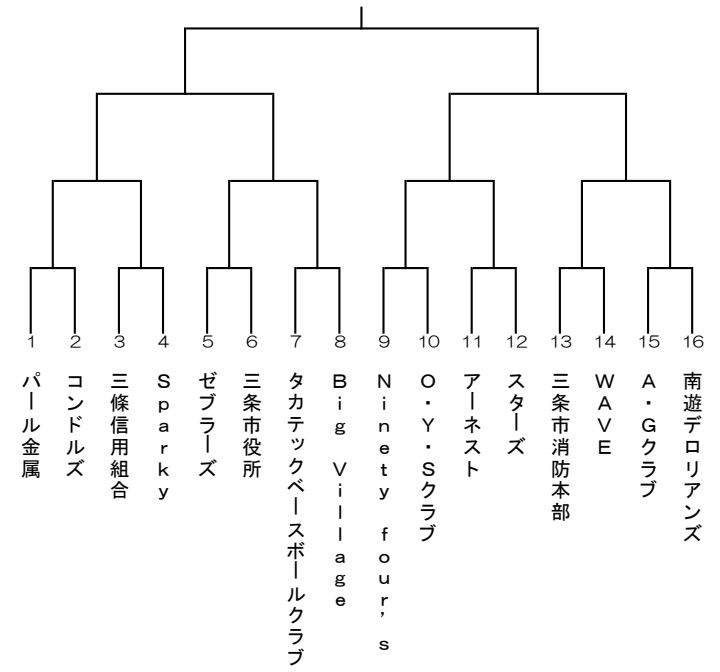 1 2 3 4 5 6 7 8 9 10 11 12 13 14 15 16
パール金属
コンドルズ
三條信用組合
Sparky
ゼブラーズ
三条市役所
タカテックベースボールクラブ
Big Village
Ninety four's
O・Y・Sクラブ
アーネスト
スターズ
三条市消防本部
WAVE
A・Gクラブ
南遊デロリアンズ